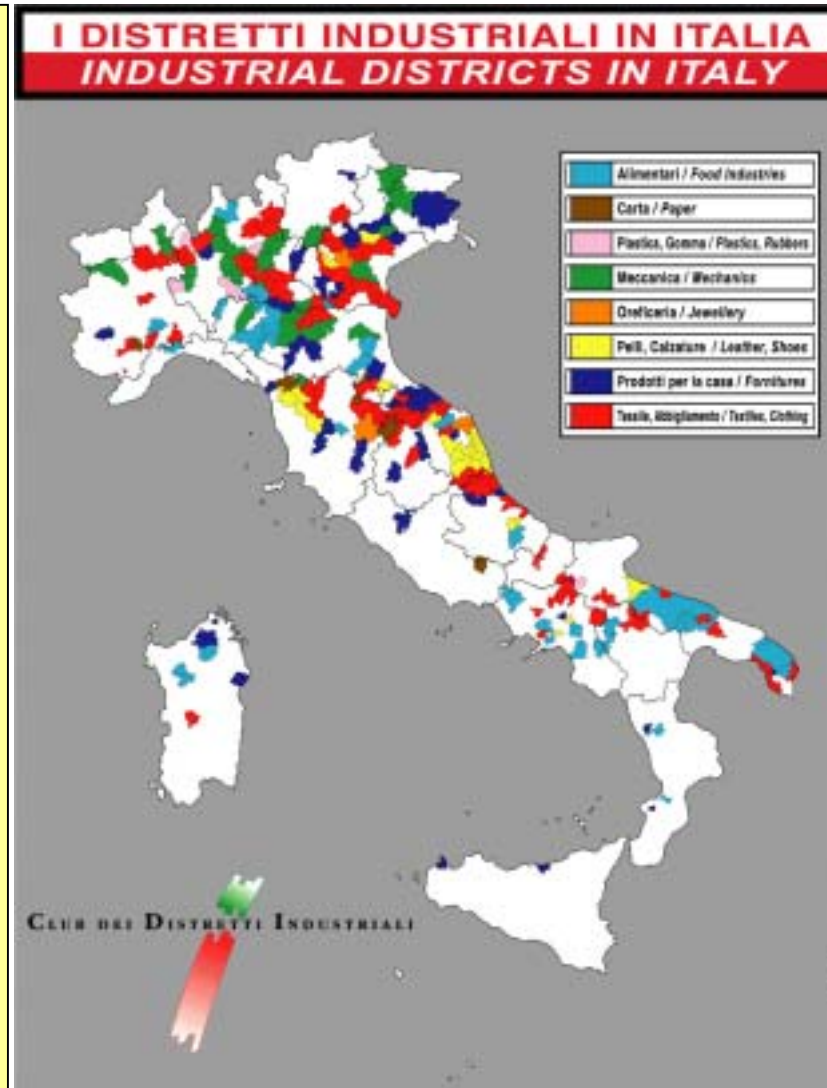 I DISTRETTI INDUSTRIALI IN ITALIA
INDUSTRIAL DISTRICTS IN ITALY
Alimentari / Food Industries
Carta / Paper
Plastica, Gomma / Plastics, Rubbers
Meccanica / Mechanics
Oreficeria / Jewellery
Pelli, Calzature / Leather, Shoes
Prodotti per la casa / Fornitures
Tessile, Abbigliamento / Textiles, Clothing
CLUB DEI DISTRETTI INDUSTRIALI